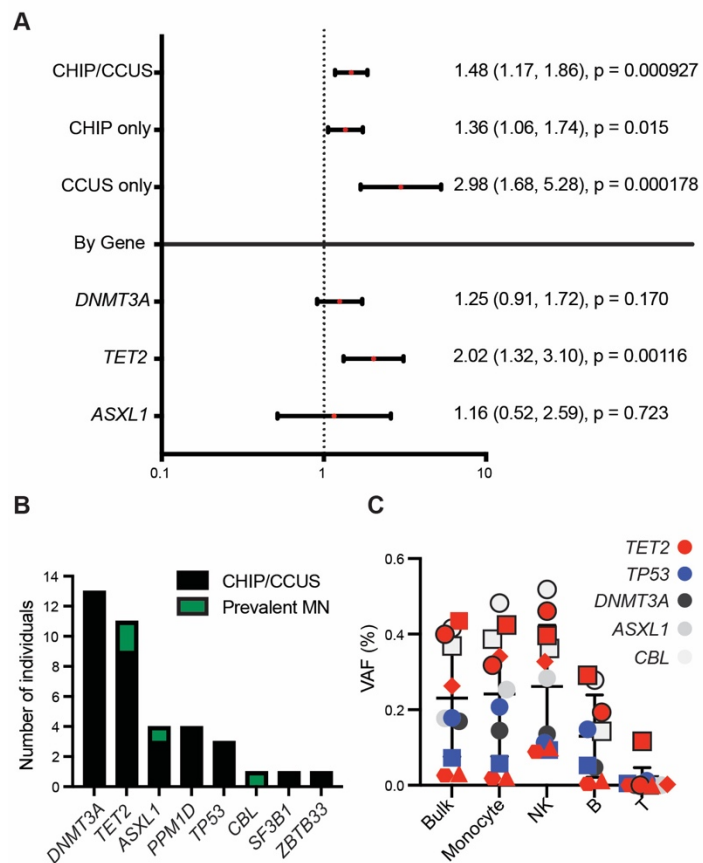 A
CHIP/CCUS 1.48 (1.17, 1.86), p = 0.000927
CHIP only 1.36 (1.06, 1.74), p = 0.015
CCUS only 2.98 (1.68, 5.28), p = 0.000178
By Gene
DNMT3A 1.25 (0.91, 1.72), p = 0.170
TET2 2.02 (1.32, 3.10), p = 0.00116
ASXL1 1.16 (0.52, 2.59), p = 0.723
0.1 1 10
B
Number of individuals
14
12
10
8
6
4
2
0
CHIP/CCUS
Prevalent MN
DNMT3A TET2 ASXL1 PPM1D TP53 CBL SF3B1 ZBTB33
C
TET2
TP53
DNMT3A
ASXL1
CBL
VAF (%)
0.6
0.4
0.2
0.0
Bulk Monocyte NK B T